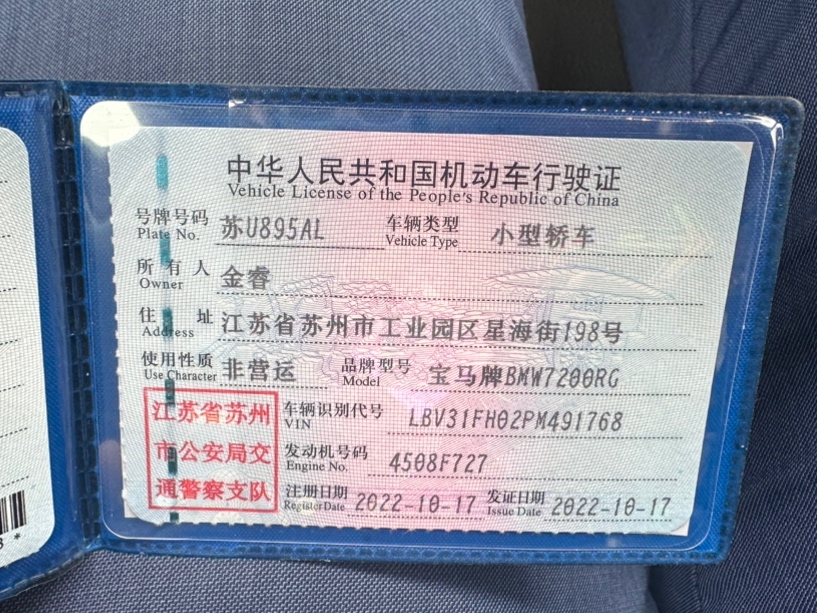 中华人民共和国机动车行驶证
Vehicle License of the People's Republic of China
号牌号码 苏U895AL 车辆类型 小型轿车
Plate No. Vehicle Type
所有人 金睿
Owner
住址 江苏省苏州市工业园区星海街198号
Address
使用性质 非营运 品牌型号 宝马牌BMW7200RG
Use Character Model
江苏省苏州
市公安局交
通警察支队
车辆识别代号 LBV31FH02PM491768
VIN
发动机号码 4508F727
Engine No.
注册日期 2022-10-17 发证日期 2022-10-17
Register Date Issue Date